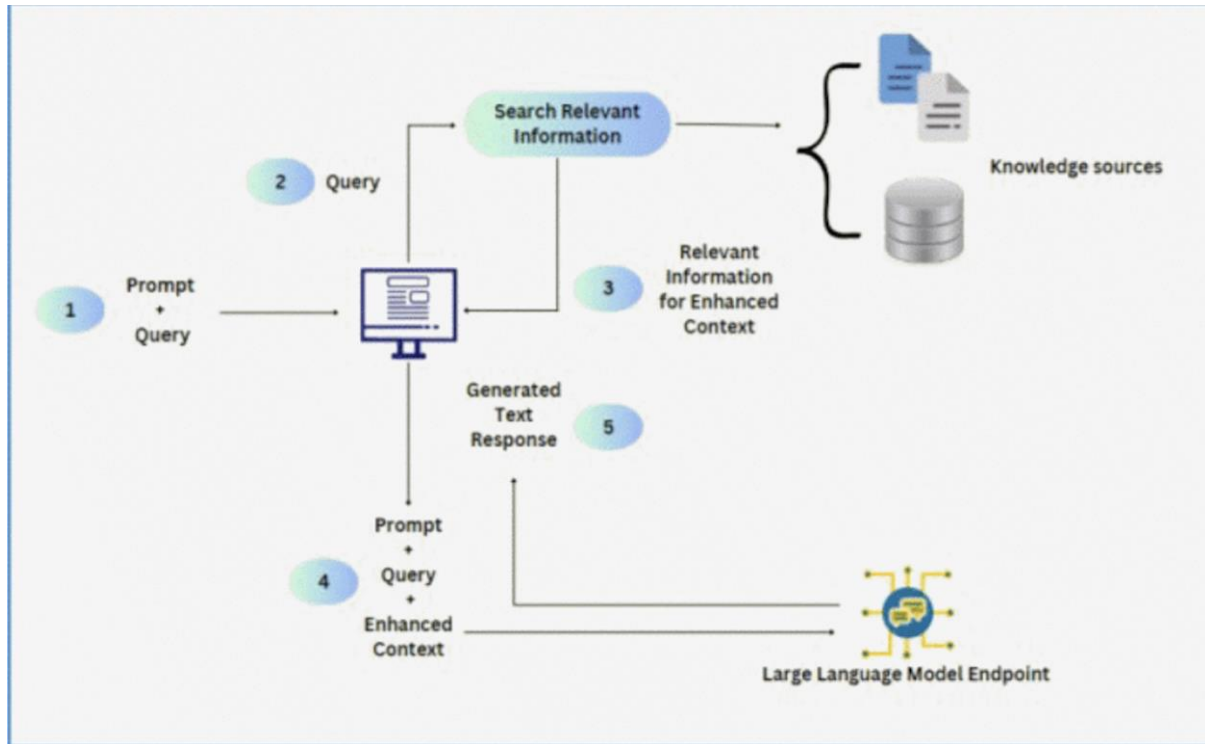 Search Relevant
Information
2
Query
Knowledge sources
1
Prompt
+
Query
3
Relevant
Information
for Enhanced
Context
Generated
Text
Response
5
4
Prompt
+
Query
+
Enhanced
Context
Large Language Model Endpoint